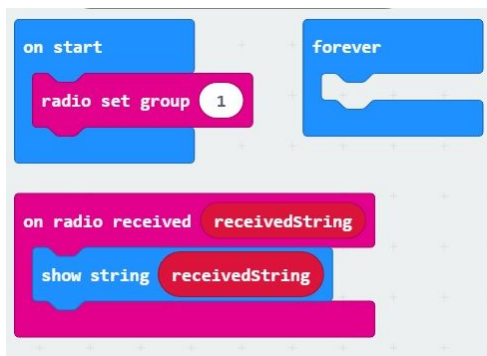 on start
radio set group 1
forever
on radio received receivedString
show string receivedString